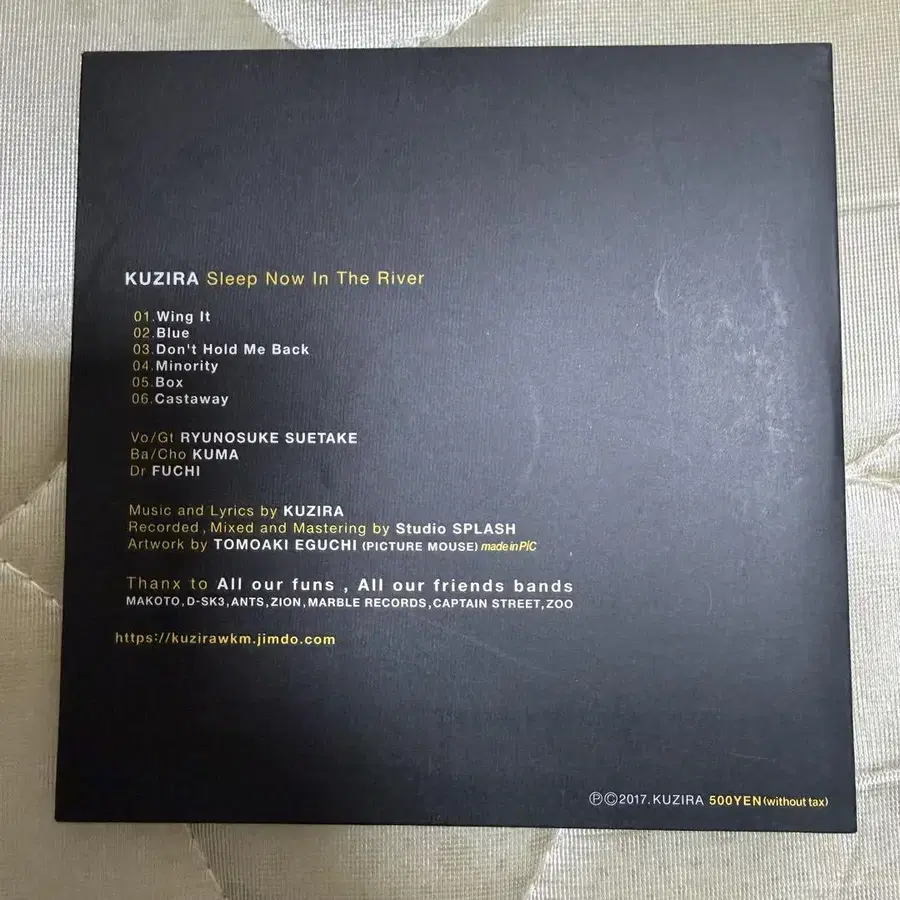 KUZIRA Sleep Now In The River
01.Wing It
02.Blue
03.Don't Hold Me Back
04.Minority
05.Box
06.Castaway
Vo/Gt RYUNOSUKE SUETAKE
Ba/Cho KUMA
Dr FUCHI
Music and Lyrics by KUZIRA
Recorded, Mixed and Mastering by Studio SPLASH
Artwork by TOMOAKI EGUCHI (PICTURE MOUSE) made in PiC
Thanx to All our funs , All our friends bands
MAKOTO,D-SK3,ANTS,ZION,MARBLE RECORDS,CAPTAIN STREET,ZOO
https://kuzirawkm.jimdo.com
℗©2017.KUZIRA 500YEN(without tax)